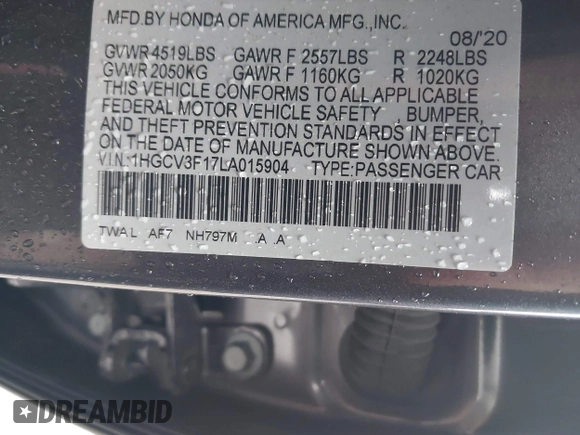 MFD.BY HONDA OF AMERICA MFG.,INC.
08/'20
GVWR 4519LBS GAWR F 2557LBS R 2248LBS
GVWR 2050KG GAWR F 1160KG R 1020KG
THIS VEHICLE CONFORMS TO ALL APPLICABLE
FEDERAL MOTOR VEHICLE SAFETY , BUMPER,
AND THEFT PREVENTION STANDARDS IN EFFECT
ON THE DATE OF MANUFACTURE SHOWN ABOVE.
V.I.N.:1HGCV3F17LA015904 TYPE:PASSENGER CAR
TWA L AF7 NH797M .A .A
DREAMBID